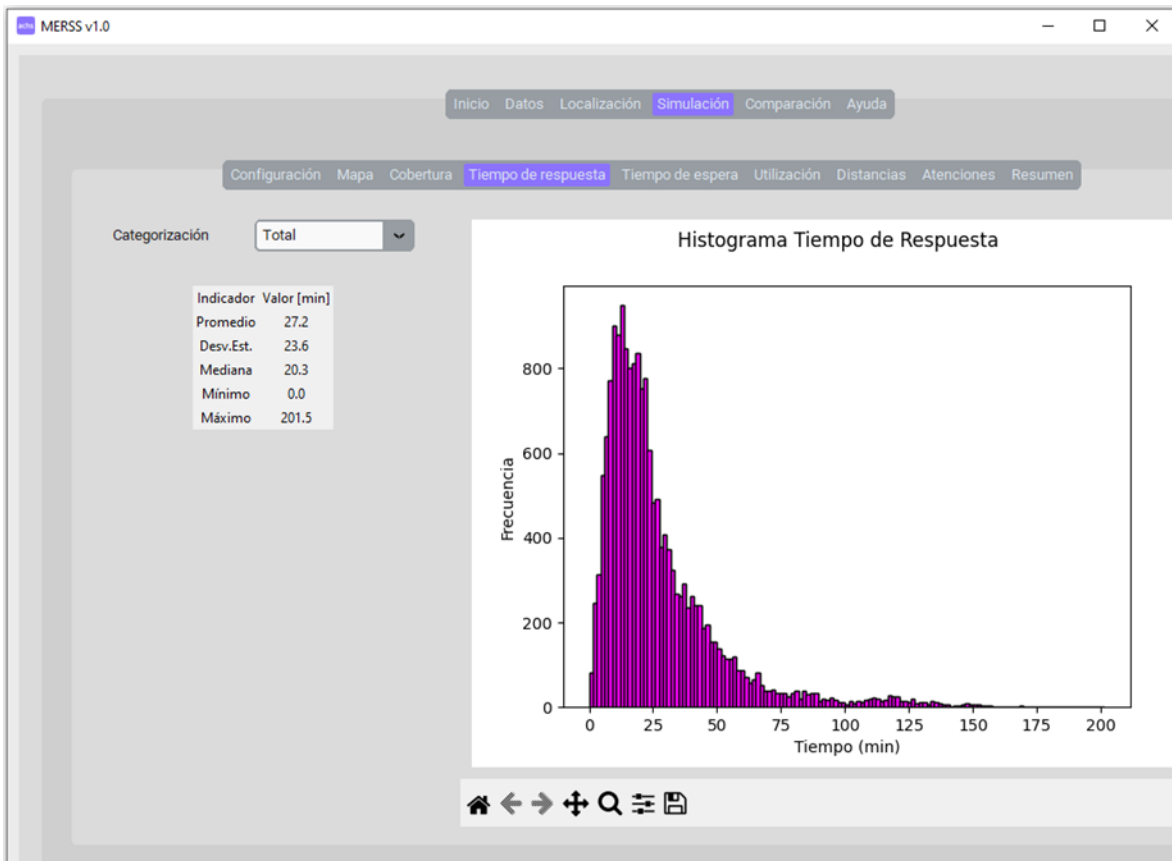 achs MERSS v1.0
Inicio Datos Localización Simulación Comparación Ayuda
Configuración Mapa Cobertura Tiempo de respuesta Tiempo de espera Utilización Distancias Atenciones Resumen
Categorización Total
Indicador Valor [min]
Promedio 27.2
Desv.Est. 23.6
Mediana 20.3
Mínimo 0.0
Máximo 201.5
Histograma Tiempo de Respuesta
Frecuencia
800
600
400
200
0
0 25 50 75 100 125 150 175 200
Tiempo (min)